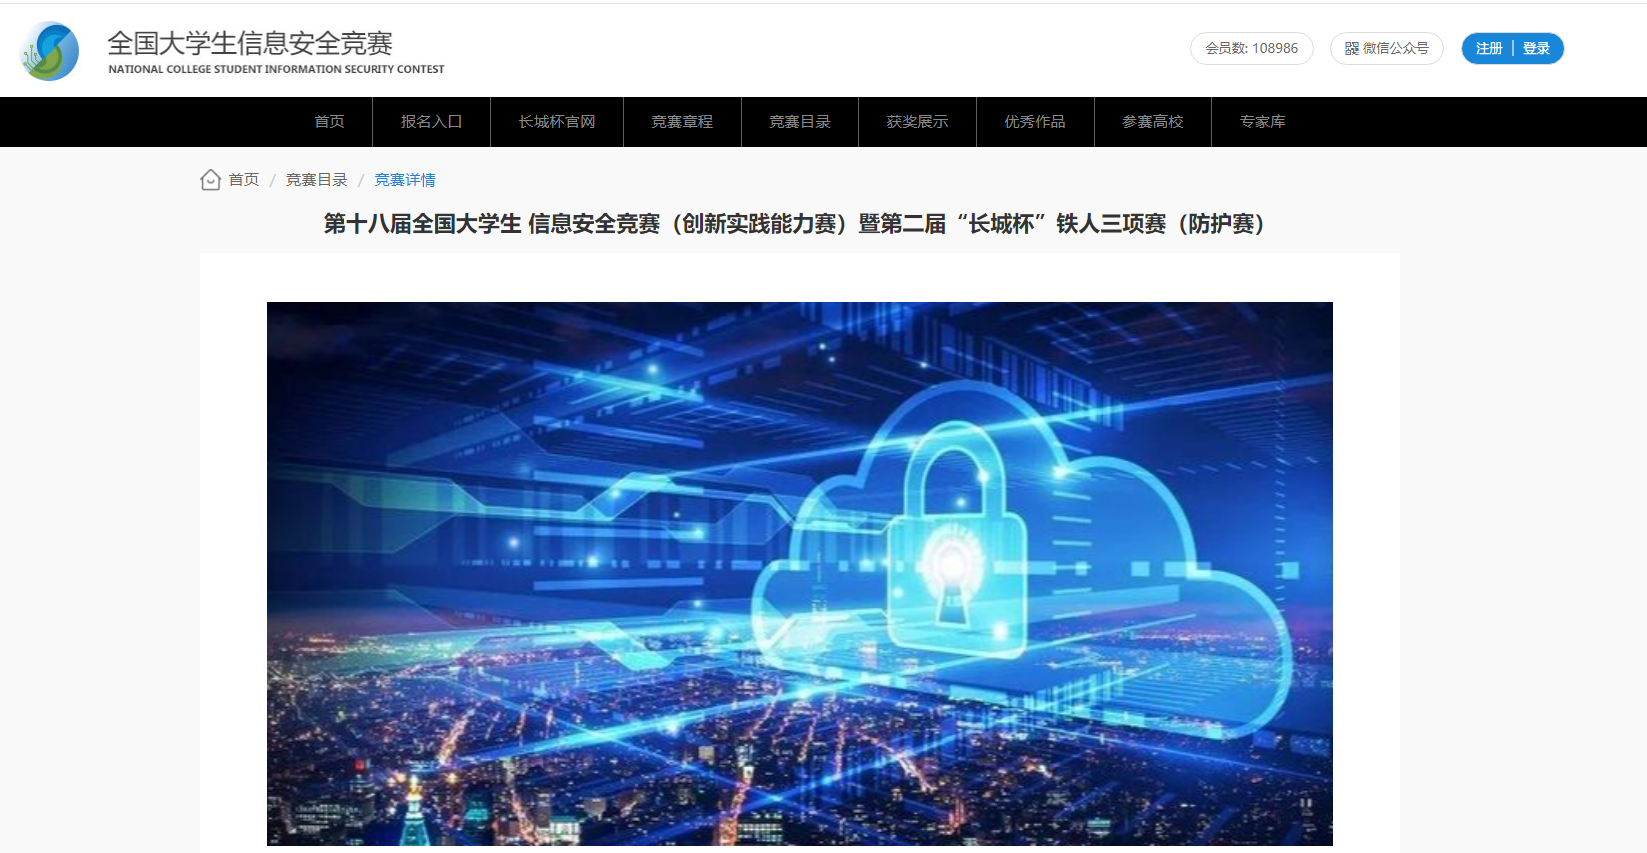 全国大学生信息安全竞赛
NATIONAL COLLEGE STUDENT INFORMATION SECURITY CONTEST
会员数: 108986
微信公众号
注册 | 登录
首页
报名入口
长城杯官网
竞赛章程
竞赛目录
获奖展示
优秀作品
参赛高校
专家库
首页 / 竞赛目录 / 竞赛详情
第十八届全国大学生 信息安全竞赛（创新实践能力赛）暨第二届“长城杯”铁人三项赛（防护赛）